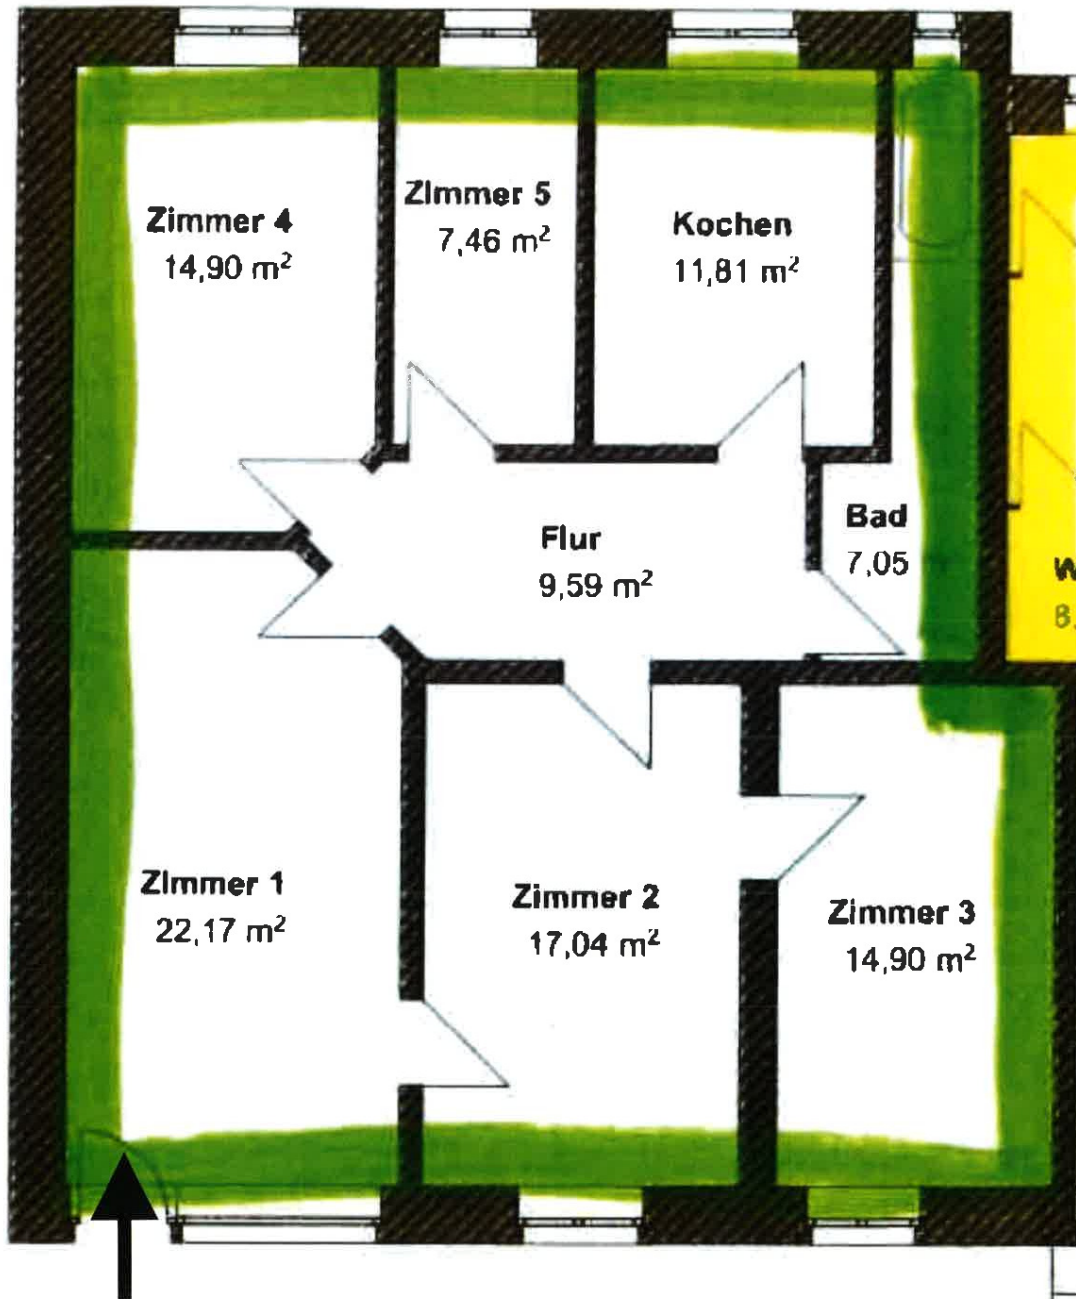 Zimmer 4
14,90 m²
Zimmer 5
7,46 m²
Kochen
11,81 m²
Flur
9,59 m²
Bad
7,05
W
8,
Zimmer 1
22,17 m²
Zimmer 2
17,04 m²
Zimmer 3
14,90 m²